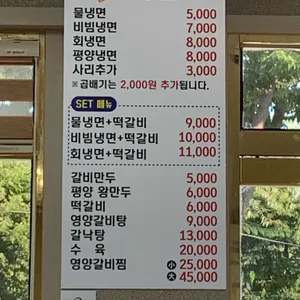 물냉면 5,000
비빔냉면 7,000
회냉면 8,000
평양냉면 8,000
사리추가 3,000
※ 곱배기는 2,000원 추가됩니다.
SET 메뉴
물냉면+떡갈비 9,000
비빔냉면+떡갈비 10,000
회냉면+떡갈비 11,000
갈비만두 5,000
평양 왕만두 6,000
떡갈비 6,000
영양갈비탕 9,000
갈낙탕 13,000
수 육 20,000
영양갈비찜 小 25,000
大 45,000